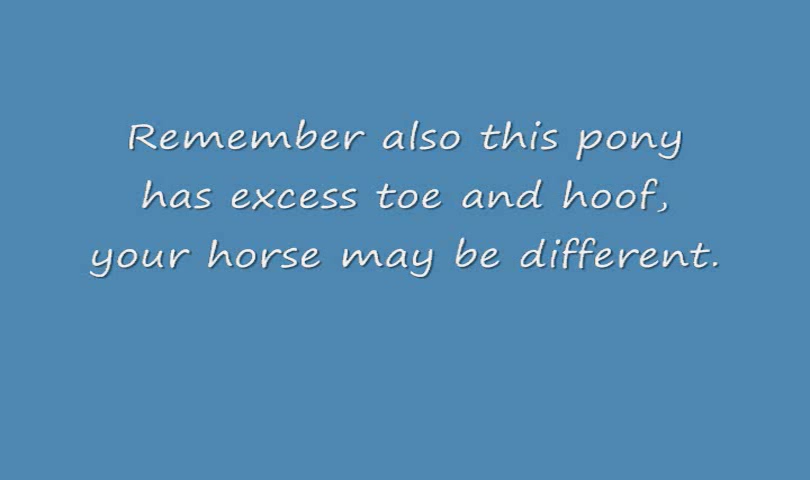 Remember also this pony
has excess toe and hoof,
your horse may be different.